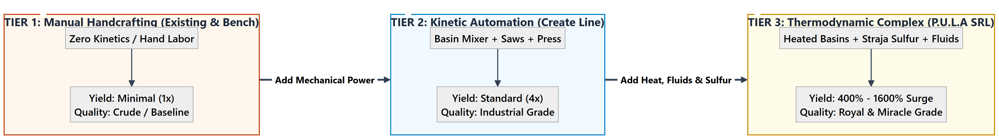 TIER 1: Manual Handcrafting (Existing & Bench)
Zero Kinetics / Hand Labor
Yield: Minimal (1x)
Quality: Crude / Baseline
Add Mechanical Power
TIER 2: Kinetic Automation (Create Line)
Basin Mixer + Saws + Press
Yield: Standard (4x)
Quality: Industrial Grade
Add Heat, Fluids & Sulfur
TIER 3: Thermodynamic Complex (P.U.L.A SRL)
Heated Basins + Straja Sulfur + Fluids
Yield: 400% - 1600% Surge
Quality: Royal & Miracle Grade